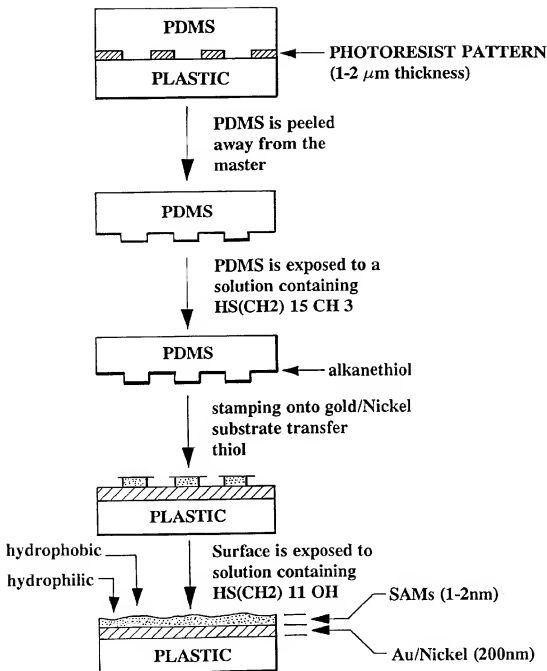 PDMS
PHOTORESIST PATTERN
(1-2 μm thickness)
PLASTIC
PDMS is peeled
away from the
master
PDMS
PDMS is exposed to a
solution containing
HS(CH2) 15 CH 3
PDMS
alkanethiol
stamping onto gold/Nickel
substrate transfer
thiol
PLASTIC
hydrophobic
hydrophilic
Surface is exposed to
solution containing
HS(CH2) 11 OH
SAMs (1-2nm)
Au/Nickel (200nm)
PLASTIC